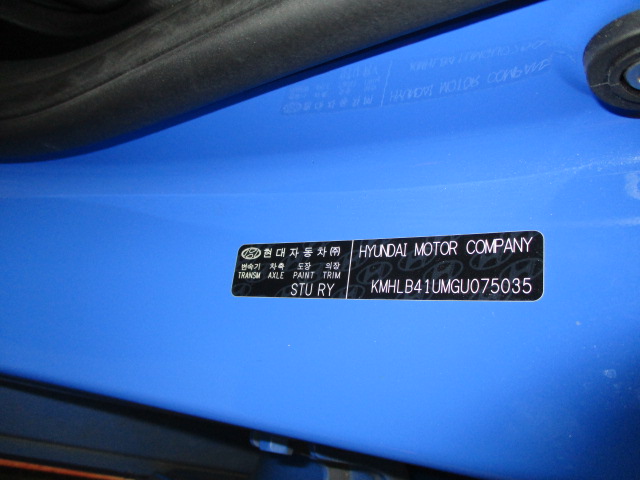 현대자동차(주)
변속기 차축 도장 의장
TRANSM AXLE PAINT TRIM
STU RY
HYUNDAI MOTOR COMPANY
KMHLB41UMGU075035